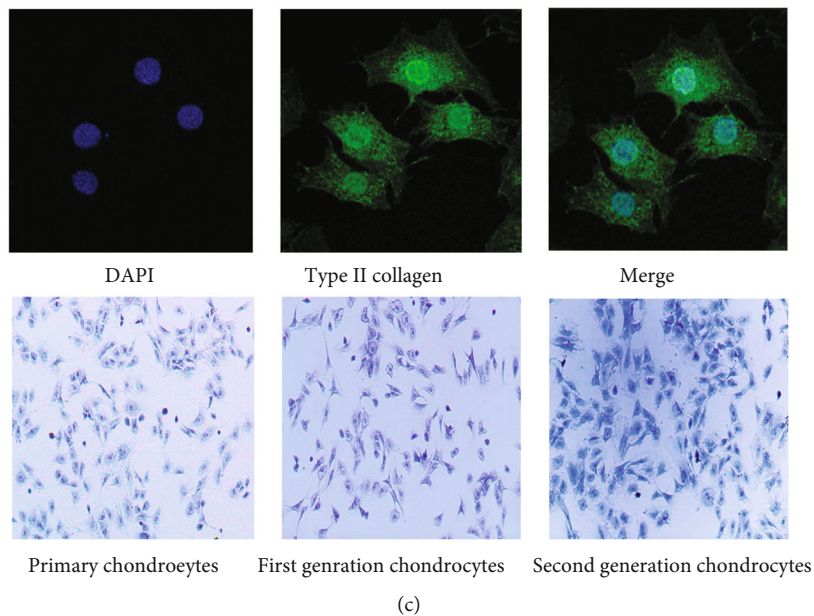 DAPI Type II collagen Merge
Primary chondroeytes First genration chondrocytes Second generation chondrocytes
(c)